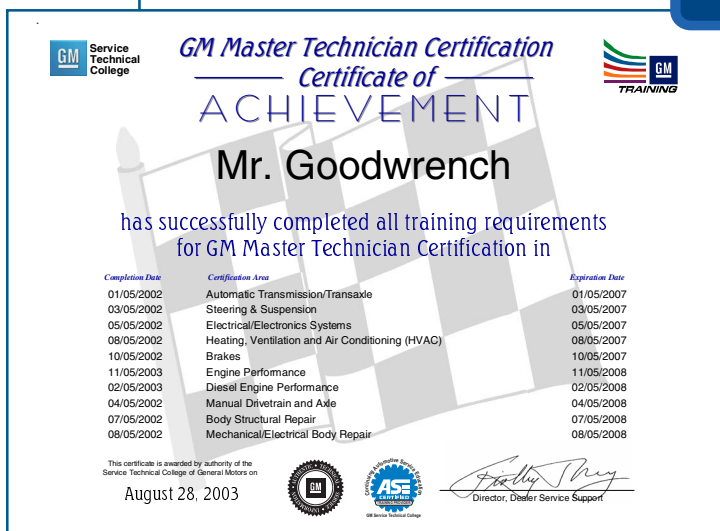 GM
Service
Technical
College
GM Master Technician Certification
Certificate of
ACHIEVEMENT
GM
TRAINING
Mr. Goodwrench
has successfully completed all training requirements
for GM Master Technician Certification in
Completion Date Certification Area Expiration Date
01/05/2002 Automatic Transmission/Transaxle 01/05/2007
03/05/2002 Steering & Suspension 03/05/2007
05/05/2002 Electrical/Electronics Systems 05/05/2007
08/05/2002 Heating, Ventilation and Air Conditioning (HVAC) 08/05/2007
10/05/2002 Brakes 10/05/2007
11/05/2003 Engine Performance 11/05/2008
02/05/2003 Diesel Engine Performance 02/05/2008
04/05/2002 Manual Drivetrain and Axle 04/05/2008
07/05/2002 Body Structural Repair 07/05/2008
08/05/2002 Mechanical/Electrical Body Repair 08/05/2008
This certificate is awarded by authority of the
Service Technical College of General Motors on
August 28, 2003
GM
Continuing Automotive Service Education
ASE
CERTIFIED
GM Service Technical College
Director, Dealer Service Support